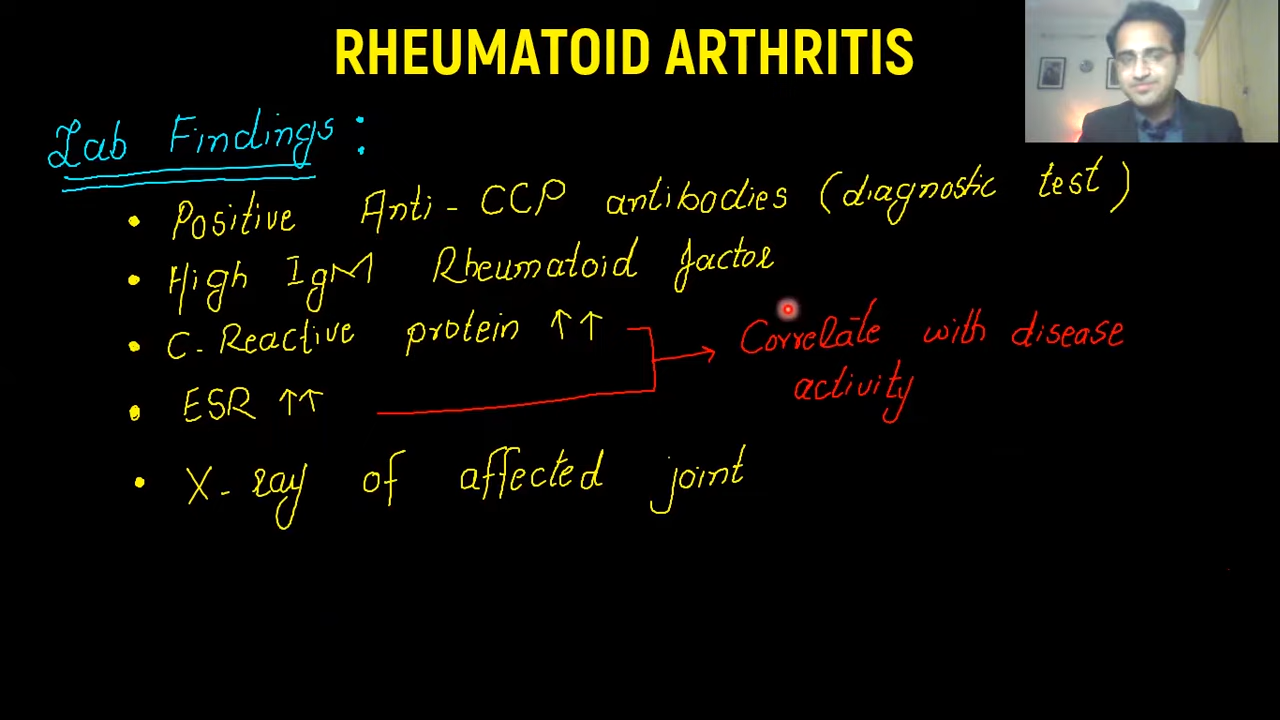 RHEUMATOID ARTHRITIS
Lab Findings:
• Positive Anti-CCP antibodies (diagnostic test)
• High IgM Rheumatoid factor
• C-Reactive protein ↑↑
Correlate with disease
activity
• ESR ↑↑
• X-ray of affected joint